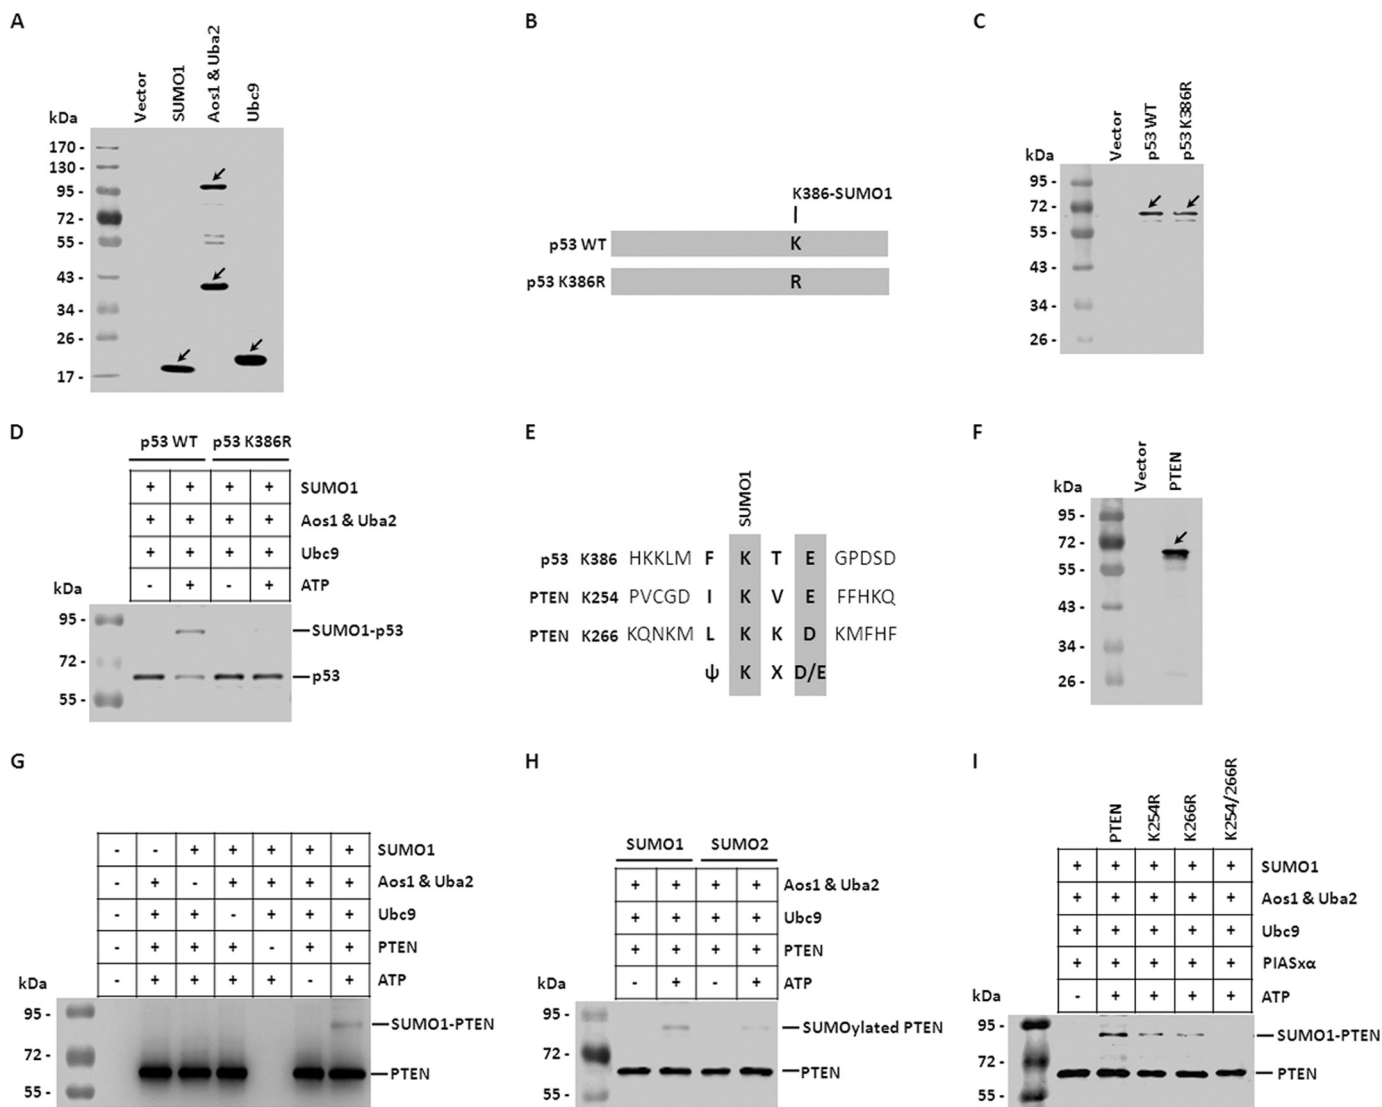 A
kDa
Vector
SUMO1
Aos1 & Uba2
Ubc9
170 -
130 -
95 -
72 -
55 -
43 -
34 -
26 -
17 -
B
K386-SUMO1
p53 WT K
p53 K386R R
C
kDa
Vector
p53 WT
p53 K386R
95 -
72 -
55 -
43 -
34 -
26 -
D
p53 WT p53 K386R
+ + + + SUMO1
+ + + + Aos1 & Uba2
+ + + + Ubc9
- + - + ATP
kDa
95 -
SUMO1-p53
72 -
p53
55 -
E
SUMO1
p53 K386 HKKLM F K T E GPDSD
PTEN K254 PVCGD I K V E FFHKQ
PTEN K266 KQNKM L K K D KMFHF
ψ K X D/E
F
kDa
Vector
PTEN
95 -
72 -
55 -
43 -
34 -
26 -
G
- - + + + + + SUMO1
- + - + + + + Aos1 & Uba2
- + + - + + + Ubc9
- + + + - + + PTEN
- + + + + - + ATP
kDa
95 -
SUMO1-PTEN
72 -
PTEN
55 -
H
SUMO1 SUMO2
+ + + + Aos1 & Uba2
+ + + + Ubc9
+ + + + PTEN
- + - + ATP
kDa
95 -
SUMOylated PTEN
72 -
PTEN
55 -
I
PTEN
K254R
K266R
K254/266R
+ + + + + SUMO1
+ + + + + Aos1 & Uba2
+ + + + + Ubc9
+ + + + + PIASxα
- + + + + ATP
kDa
95 -
SUMO1-PTEN
72 -
PTEN
55 -